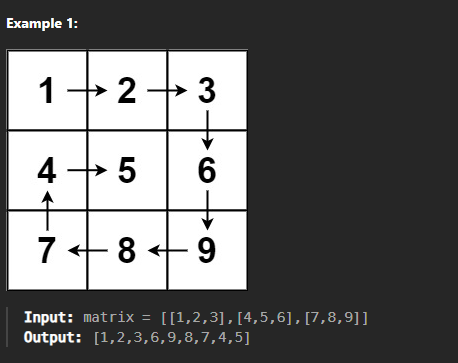 Example 1:
1 2 3
4 5 6
7 8 9
Input: matrix = [[1,2,3],[4,5,6],[7,8,9]]
Output: [1,2,3,6,9,8,7,4,5]